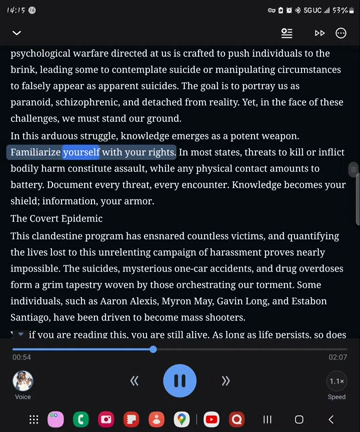 14:15
5GUC 53%
psychological warfare directed at us is crafted to push individuals to the
brink, leading some to contemplate suicide or manipulating circumstances
to falsely appear as apparent suicides. The goal is to portray us as
paranoid, schizophrenic, and detached from reality. Yet, in the face of these
challenges, we must stand our ground.
In this arduous struggle, knowledge emerges as a potent weapon.
Familiarize yourself with your rights. In most states, threats to kill or inflict
bodily harm constitute assault, while any physical contact amounts to
battery. Document every threat, every encounter. Knowledge becomes your
shield; information, your armor.
The Covert Epidemic
This clandestine program has ensnared countless victims, and quantifying
the lives lost to this unrelenting campaign of harassment proves nearly
impossible. The suicides, mysterious one-car accidents, and drug overdoses
form a grim tapestry woven by those orchestrating our torment. Some
individuals, such as Aaron Alexis, Myron May, Gavin Long, and Estabon
Santiago, have been driven to become mass shooters.
if you are reading this, you are still alive. As long as life persists, so does
00:54
02:07
1.1×
Voice
Speed